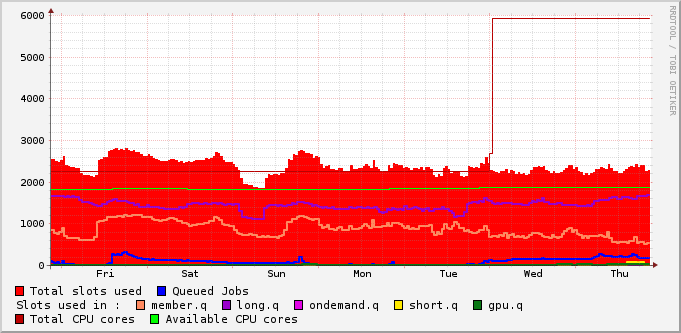 6000
5000
4000
3000
2000
1000
0
Fri Sat Sun Mon Tue Wed Thu
Total slots used Queued Jobs
Slots used in : member.q long.q ondemand.q short.q gpu.q
Total CPU cores Available CPU cores
RRDTOOL / TOBI OETIKER